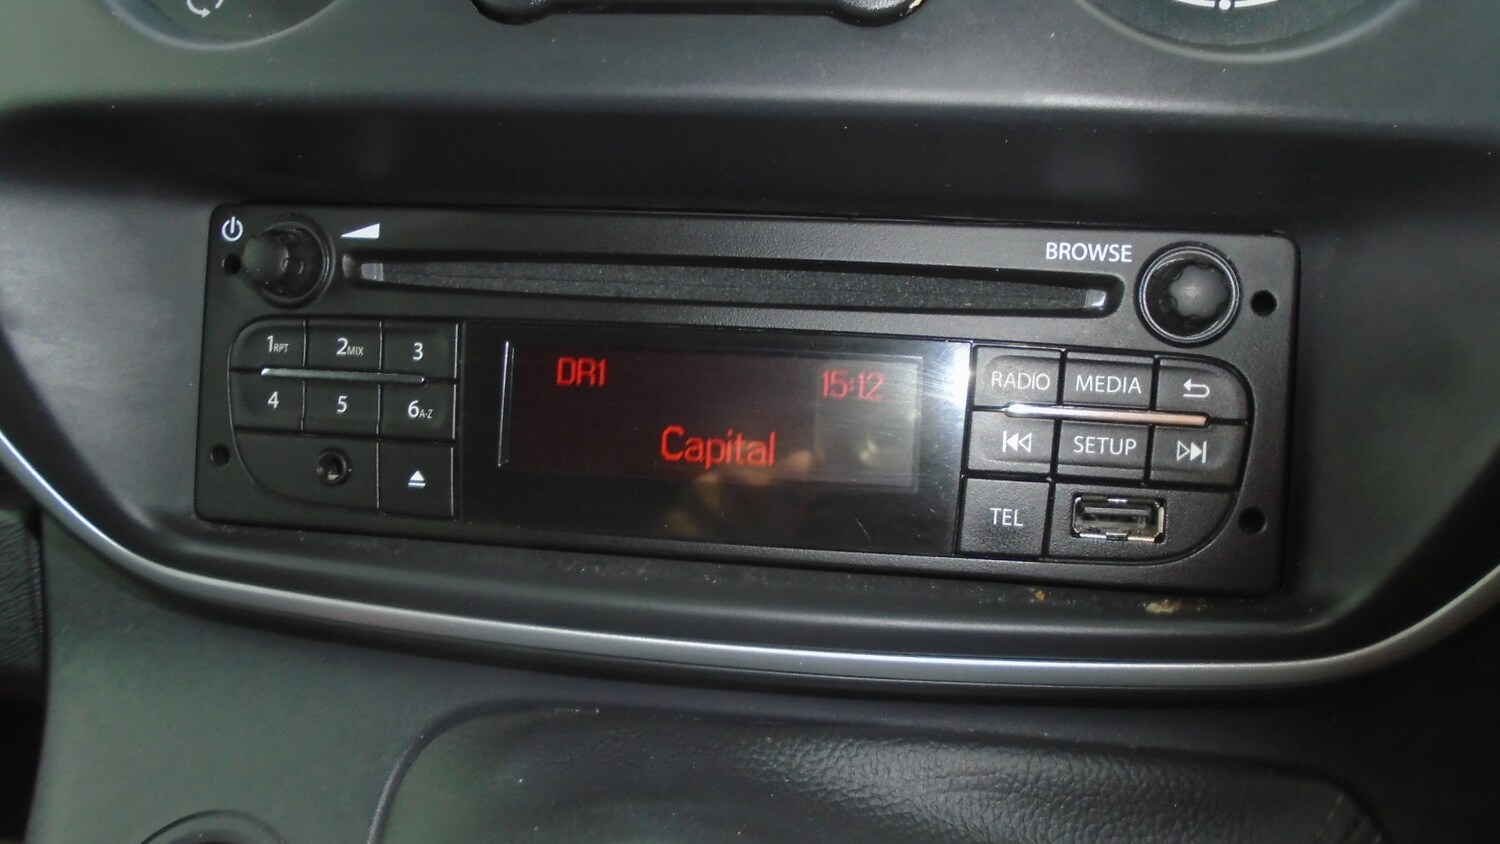 BROWSE
1RPT 2MIX 3
4 5 6A-Z
DR1 15:12
Capital
RADIO MEDIA
SETUP
TEL